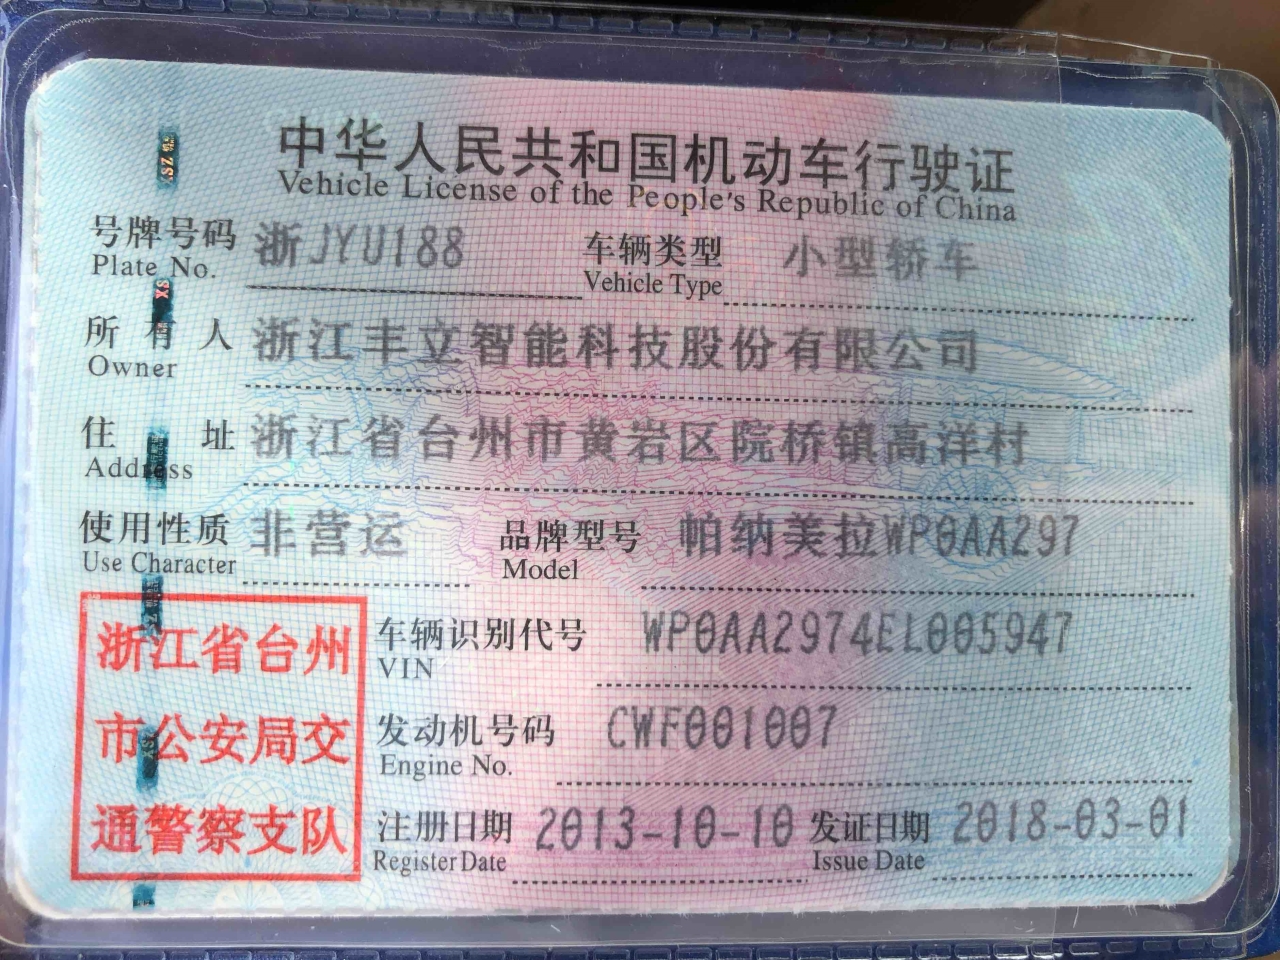 中华人民共和国机动车行驶证
Vehicle License of the People's Republic of China
号牌号码 浙JYU188 车辆类型 小型轿车
Plate No. Vehicle Type
所有人 浙江丰立智能科技股份有限公司
Owner
住址 浙江省台州市黄岩区院桥镇高洋村
Address
使用性质 非营运 品牌型号 帕纳美拉WP0AA297
Use Character Model
浙江省台州
市公安局交
通警察支队
车辆识别代号 WP0AA2974EL005947
VIN
发动机号码 CWF001007
Engine No.
注册日期 2013-10-10 发证日期 2018-03-01
Register Date Issue Date